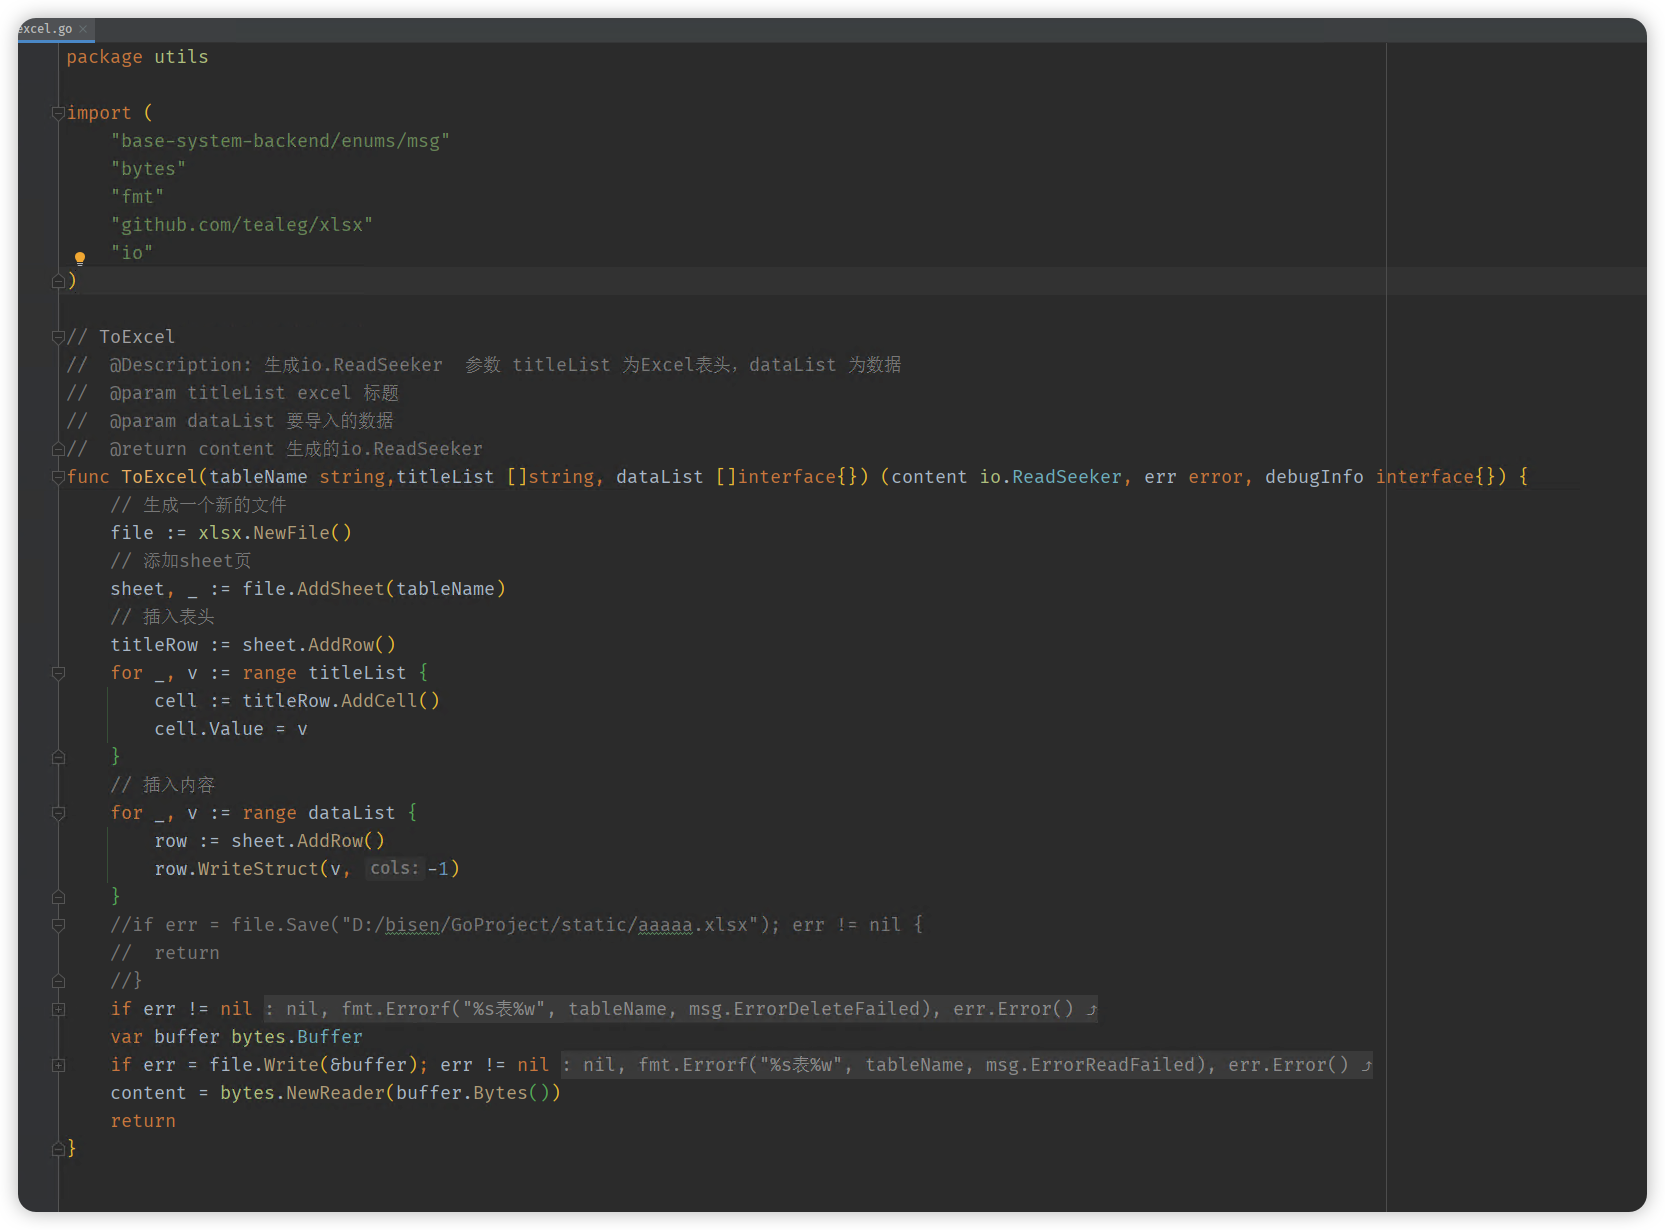 excel.go
package utils
import (
"base-system-backend/enums/msg"
"bytes"
"fmt"
"github.com/tealeg/xlsx"
"io"
)
// ToExcel
//  @Description: 生成io.ReadSeeker  参数 titleList 为Excel表头，dataList 为数据
//  @param titleList excel 标题
//  @param dataList 要导入的数据
//  @return content 生成的io.ReadSeeker
func ToExcel(tableName string,titleList []string, dataList []interface{}) (content io.ReadSeeker, err error, debugInfo interface{}) {
// 生成一个新的文件
file := xlsx.NewFile()
// 添加sheet页
sheet, _ := file.AddSheet(tableName)
// 插入表头
titleRow := sheet.AddRow()
for _, v := range titleList {
cell := titleRow.AddCell()
cell.Value = v
}
// 插入内容
for _, v := range dataList {
row := sheet.AddRow()
row.WriteStruct(v, cols: -1)
}
//if err = file.Save("D:/bisen/GoProject/static/aaaaa.xlsx"); err != nil {
//  return
//}
if err != nil : nil, fmt.Errorf("%s表%w", tableName, msg.ErrorDeleteFailed), err.Error() ⤴
var buffer bytes.Buffer
if err = file.Write(&buffer); err != nil : nil, fmt.Errorf("%s表%w", tableName, msg.ErrorReadFailed), err.Error() ⤴
content = bytes.NewReader(buffer.Bytes())
return
}